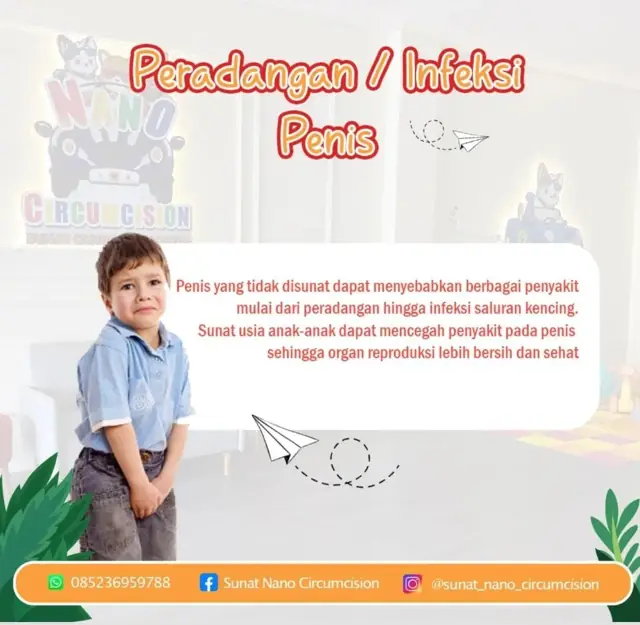 Peradangan / Infeksi
Penis
NANO
CIRCUMCISION
Penis yang tidak disunat dapat menyebabkan berbagai penyakit
mulai dari peradangan hingga infeksi saluran kencing.
Sunat usia anak-anak dapat mencegah penyakit pada penis
sehingga organ reproduksi lebih bersih dan sehat
085236959788
Sunat Nano Circumcision
@sunat_nano_circumcision